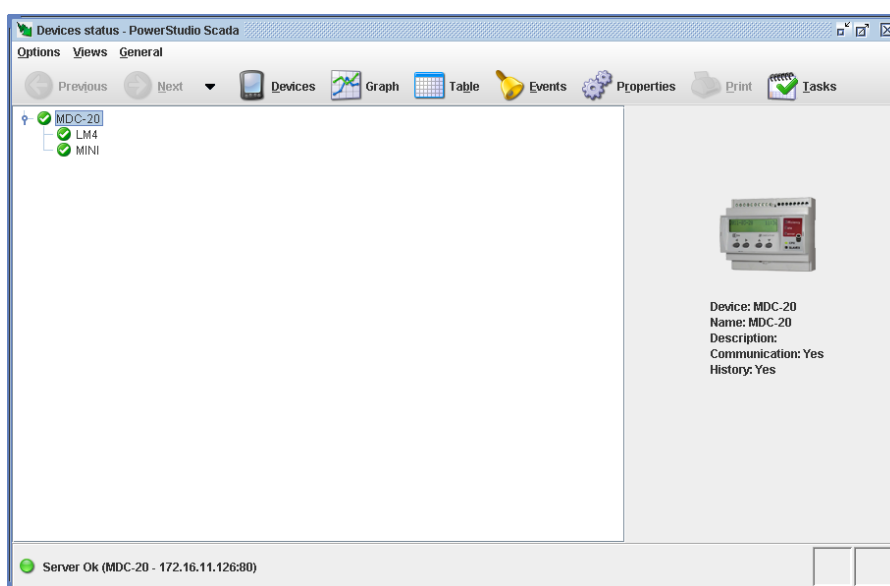 Devices status - PowerStudio Scada
Options Views General
Previous Next Devices Graph Table Events Properties Print Tasks
MDC-20
LM4
MINI
Device: MDC-20
Name: MDC-20
Description:
Communication: Yes
History: Yes
Server Ok (MDC-20 - 172.16.11.126:80)